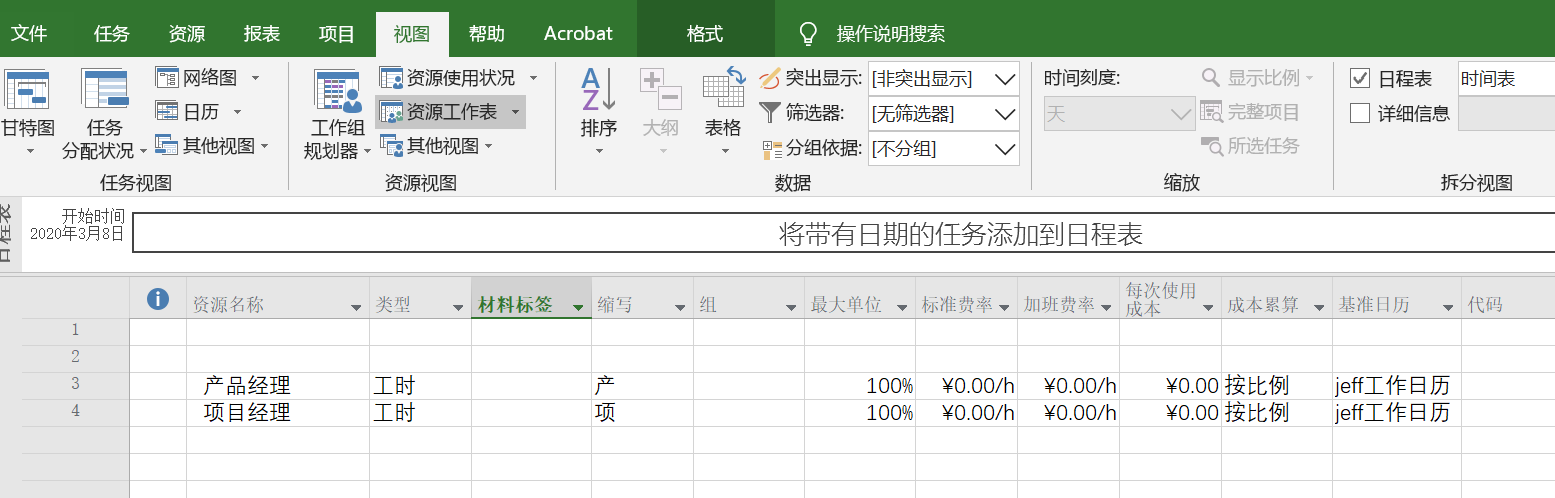 文件 任务 资源 报表 项目 视图 帮助 Acrobat 格式 操作说明搜索
网络图 资源使用状况 突出显示: [非突出显示] 时间刻度: 显示比例 日程表 时间表
甘特图 任务 分配状况 日历 工作组 规划器 资源工作表 排序 大纲 表格 筛选器: [无筛选器] 天 完整项目 详细信息
其他视图 其他视图 分组依据: [不分组] 所选任务
任务视图 资源视图 数据 缩放 拆分视图
日程表
开始时间
2020年3月8日
将带有日期的任务添加到日程表
资源名称 类型 材料标签 缩写 组 最大单位 标准费率 加班费率 每次使用成本 成本累算 基准日历 代码
1
2
3 产品经理 工时 产 100% ¥0.00/h ¥0.00/h ¥0.00 按比例 jeff工作日历
4 项目经理 工时 项 100% ¥0.00/h ¥0.00/h ¥0.00 按比例 jeff工作日历